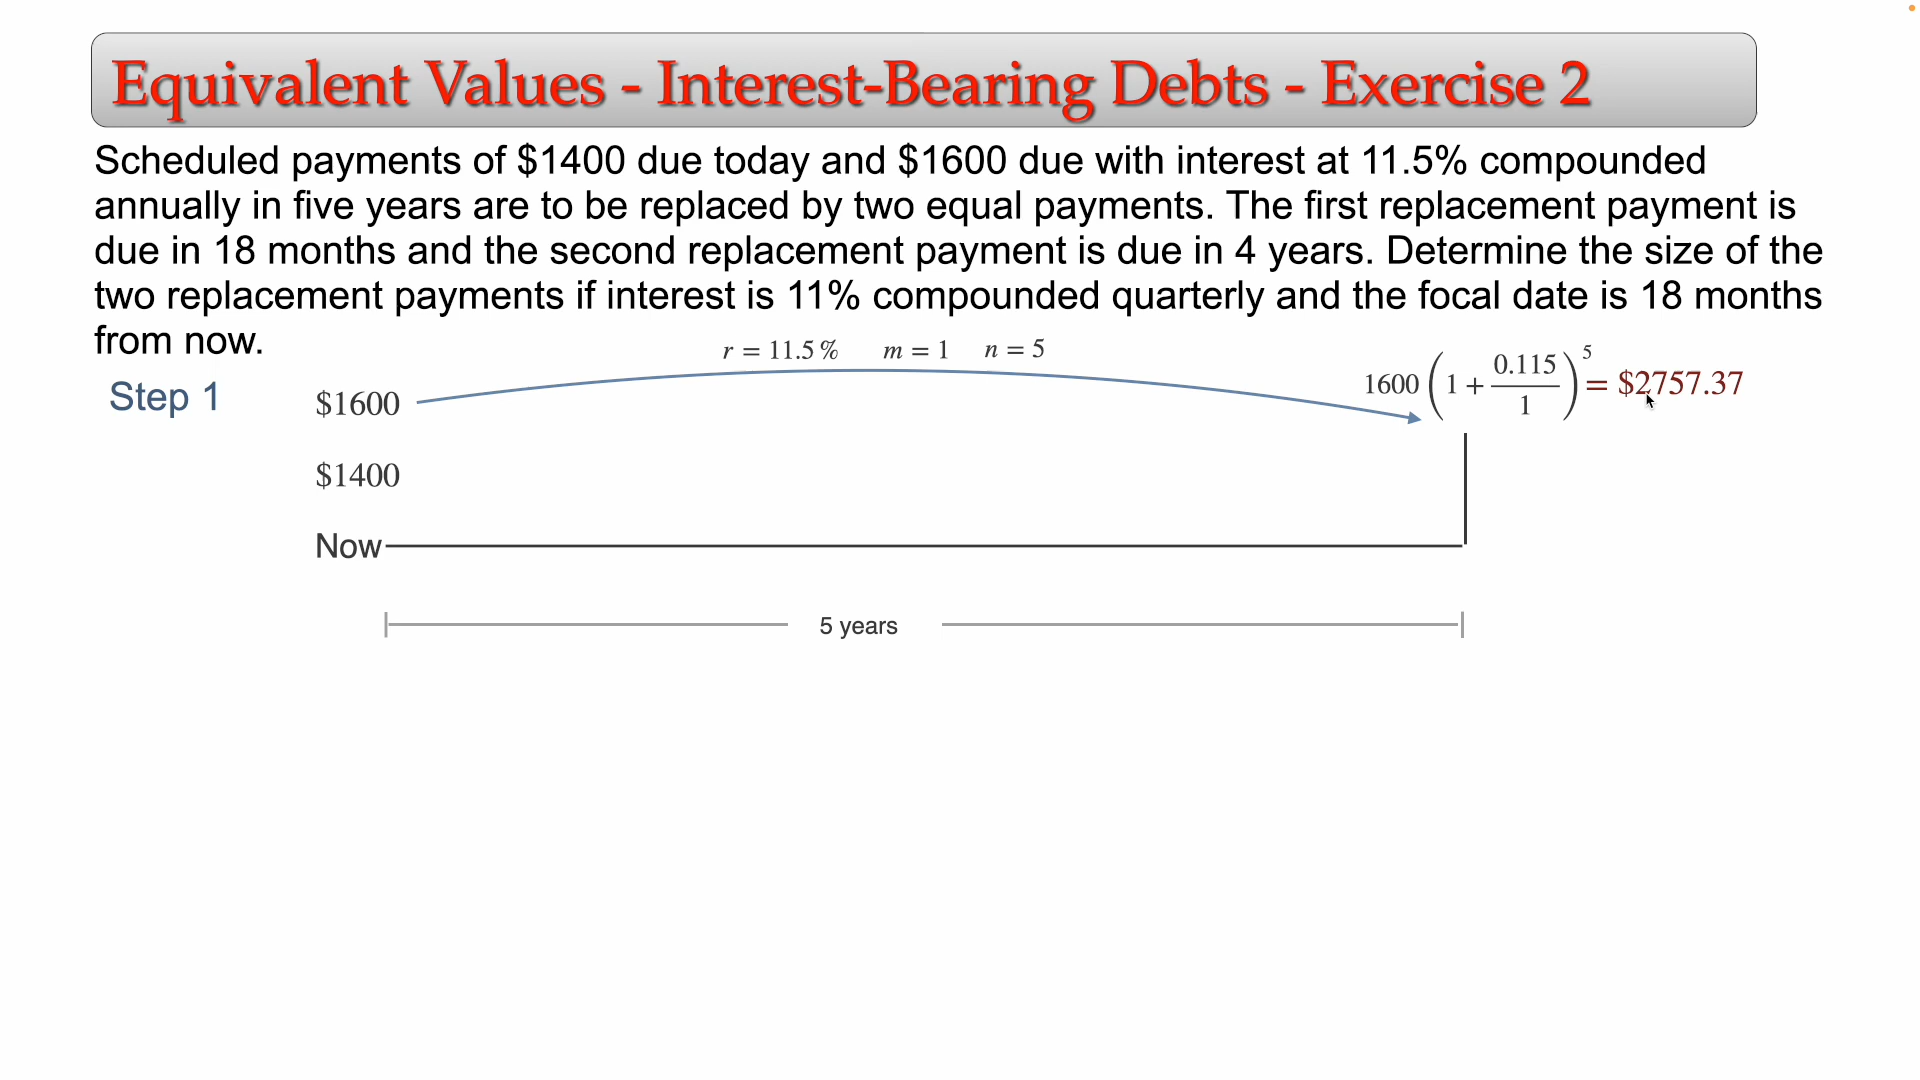 Equivalent Values - Interest-Bearing Debts - Exercise 2
Scheduled payments of $1400 due today and $1600 due with interest at 11.5% compounded
annually in five years are to be replaced by two equal payments. The first replacement payment is
due in 18 months and the second replacement payment is due in 4 years. Determine the size of the
two replacement payments if interest is 11% compounded quarterly and the focal date is 18 months
from now.
r = 11.5 % m = 1 n = 5
1600 (1 + 0.115/1)^5 = $2757.37
Step 1
$1600
$1400
Now
5 years